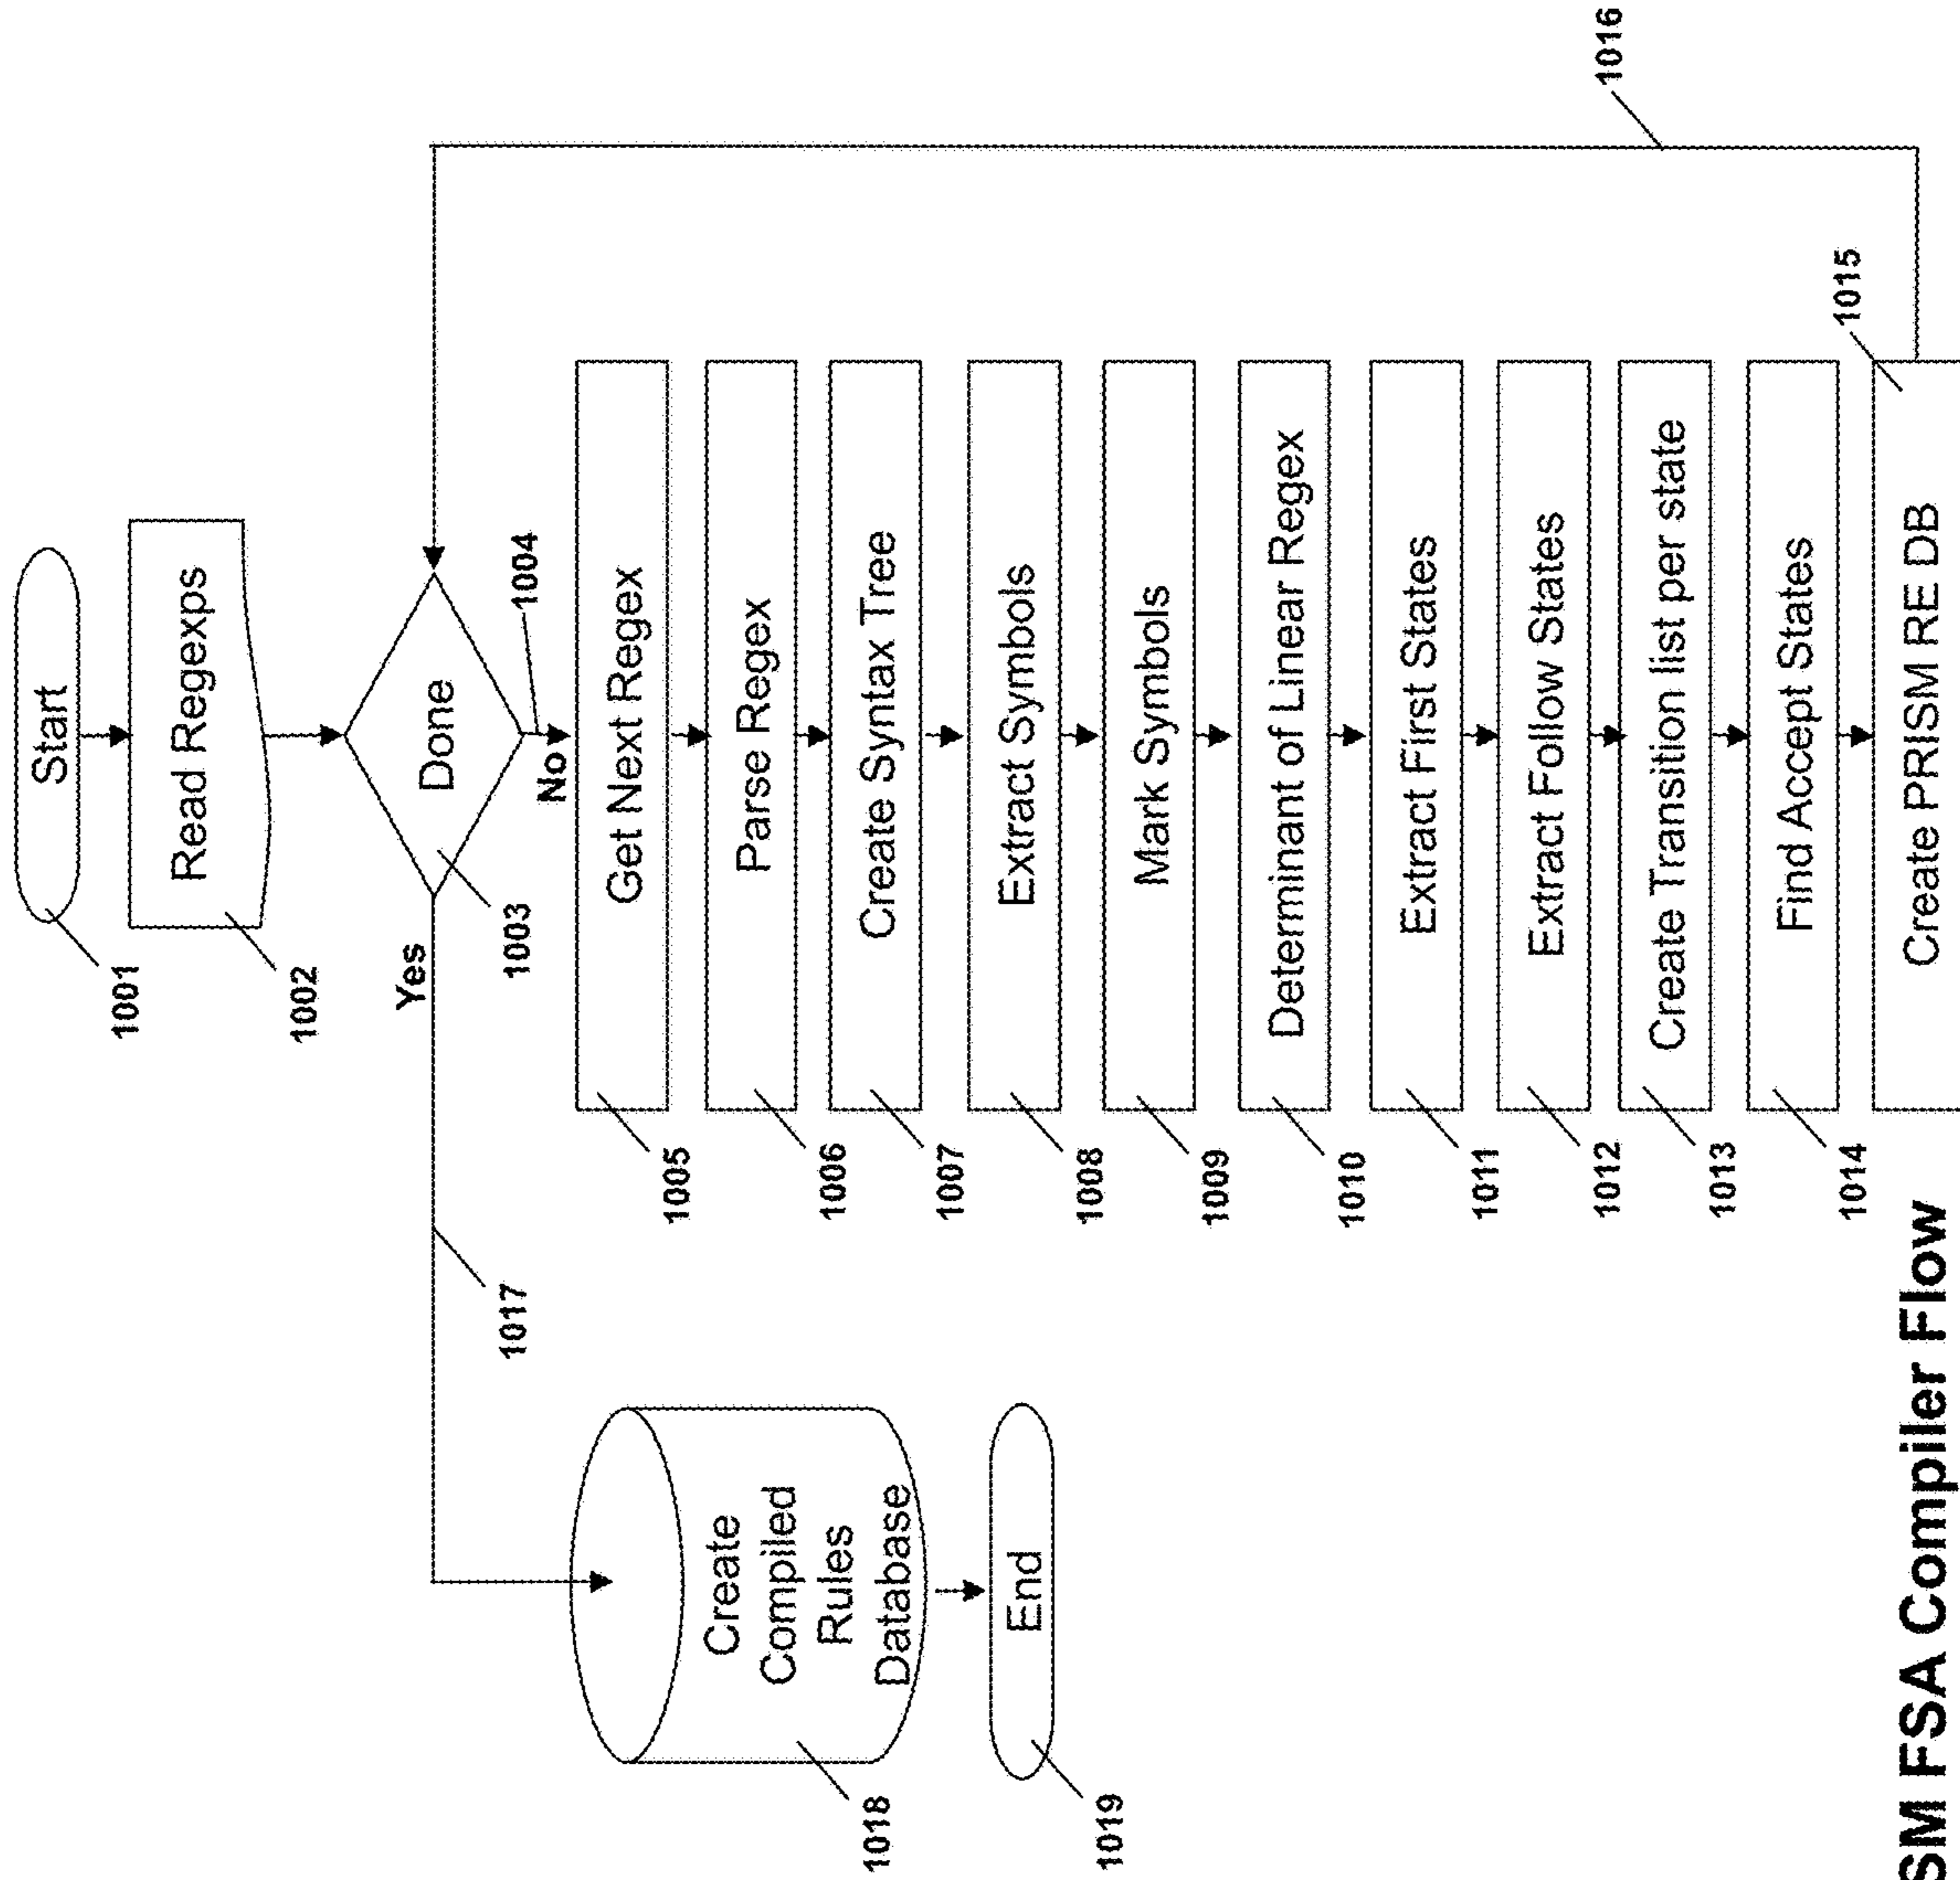 Start
1001
Read Regexps
1002
Done
1003
Yes
No
1004
1016
1017
Get Next Regex
1005
Parse Regex
1006
Create Syntax Tree
1007
Extract Symbols
1008
Mark Symbols
1009
Determinant of Linear Regex
1010
Extract First States
1011
Extract Follow States
1012
Create Transition list per state
1013
Find Accept States
1014
Create PRISM RE DB
1015
Create
Compiled
Rules
Database
1018
End
1019
SM FSA Compiler Flow